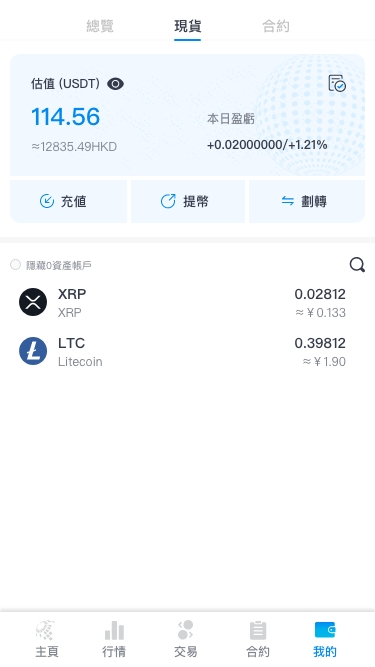 總覽 現貨 合約
估值 (USDT)
114.56
≈12835.49HKD
本日盈虧
+0.02000000/+1.21%
充值 提幣 劃轉
隱藏0資產帳戶
XRP 0.02812
XRP ≈¥0.133
LTC 0.39812
Litecoin ≈¥1.90
主頁 行情 交易 合約 我的